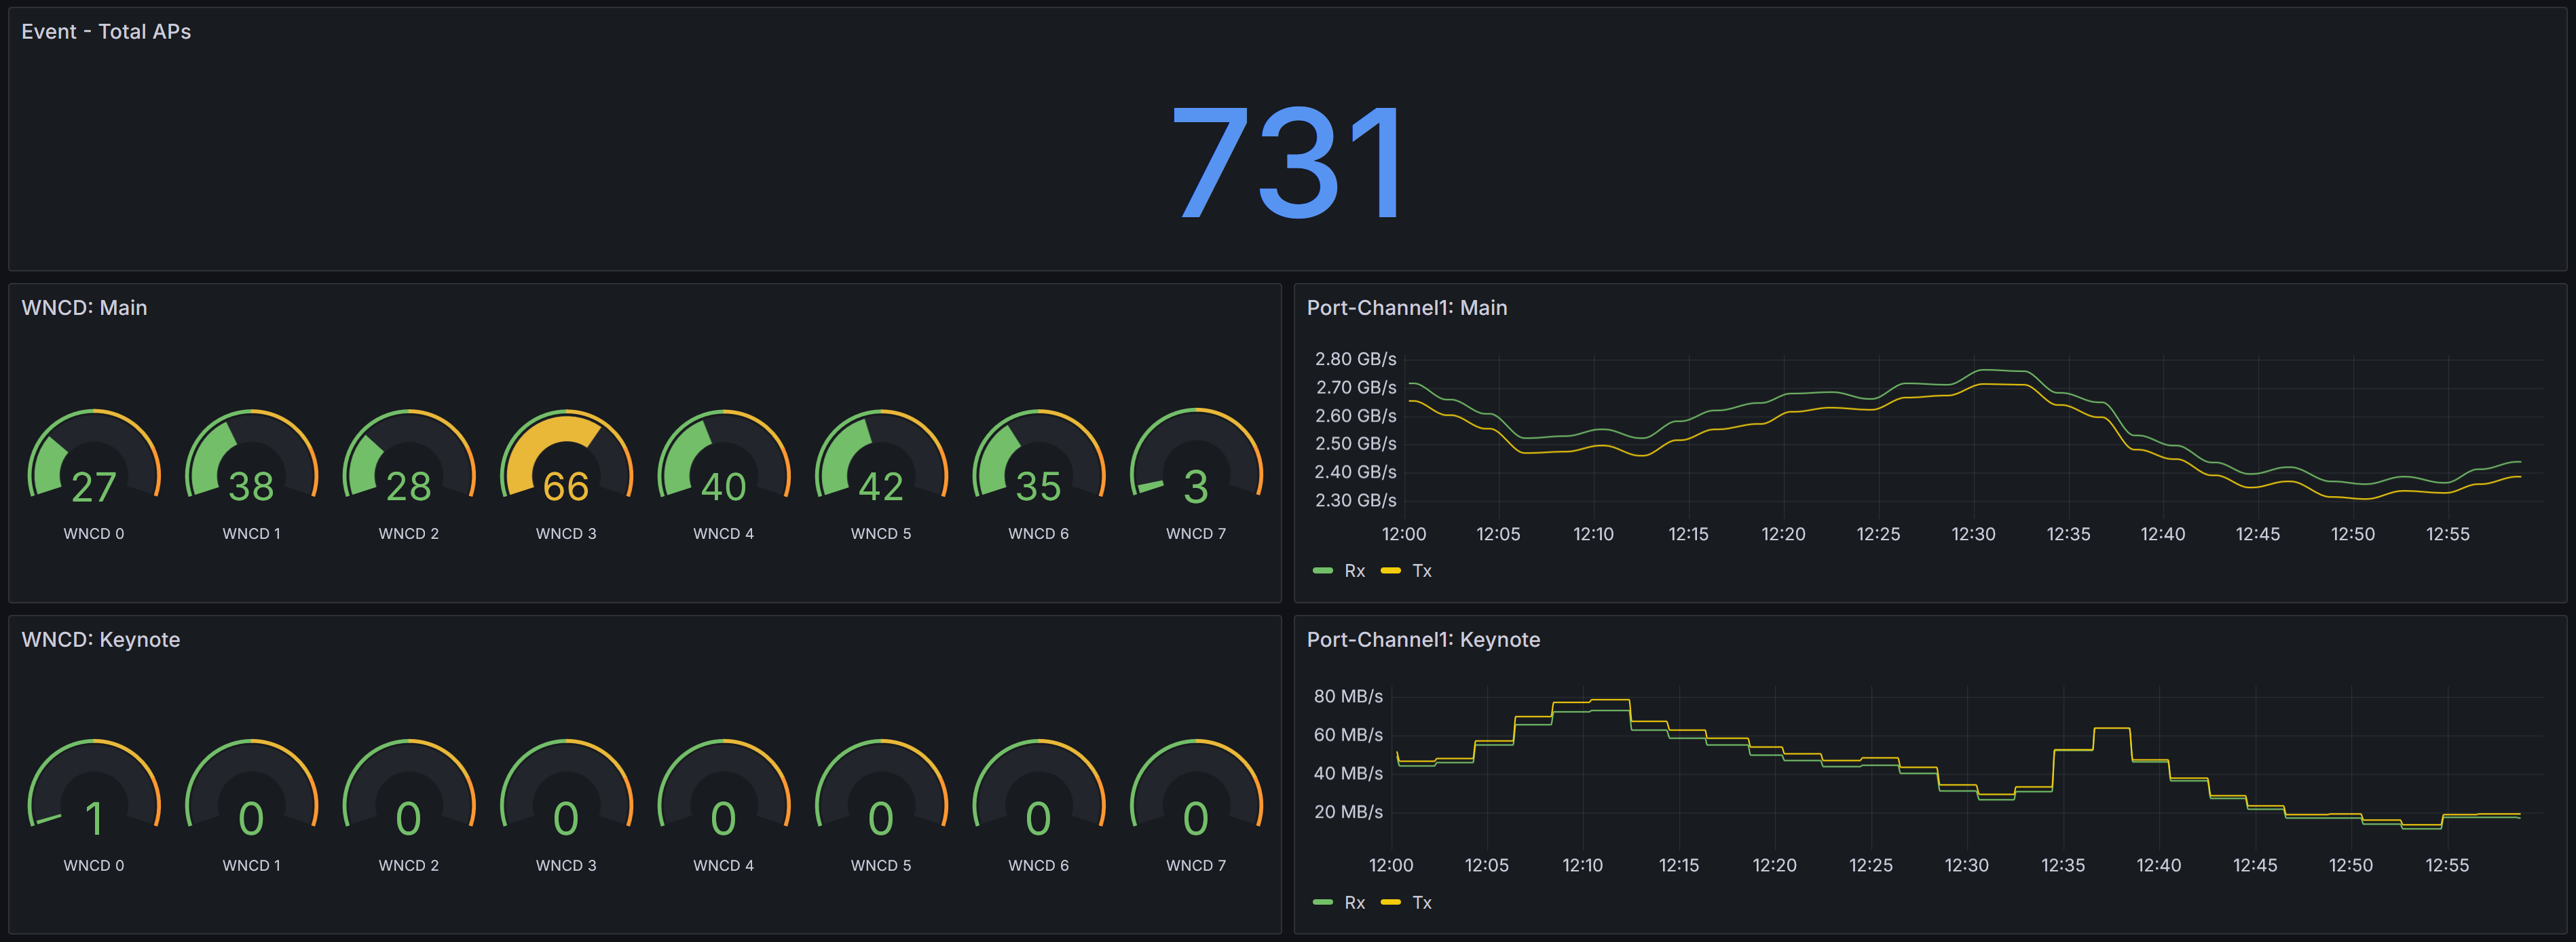 Event - Total APs
731
WNCD: Main
27 38 28 66 40 42 35 3
WNCD 0 WNCD 1 WNCD 2 WNCD 3 WNCD 4 WNCD 5 WNCD 6 WNCD 7
Port-Channel1: Main
2.80 GB/s
2.70 GB/s
2.60 GB/s
2.50 GB/s
2.40 GB/s
2.30 GB/s
12:00 12:05 12:10 12:15 12:20 12:25 12:30 12:35 12:40 12:45 12:50 12:55
Rx Tx
WNCD: Keynote
1 0 0 0 0 0 0 0
WNCD 0 WNCD 1 WNCD 2 WNCD 3 WNCD 4 WNCD 5 WNCD 6 WNCD 7
Port-Channel1: Keynote
80 MB/s
60 MB/s
40 MB/s
20 MB/s
12:00 12:05 12:10 12:15 12:20 12:25 12:30 12:35 12:40 12:45 12:50 12:55
Rx Tx